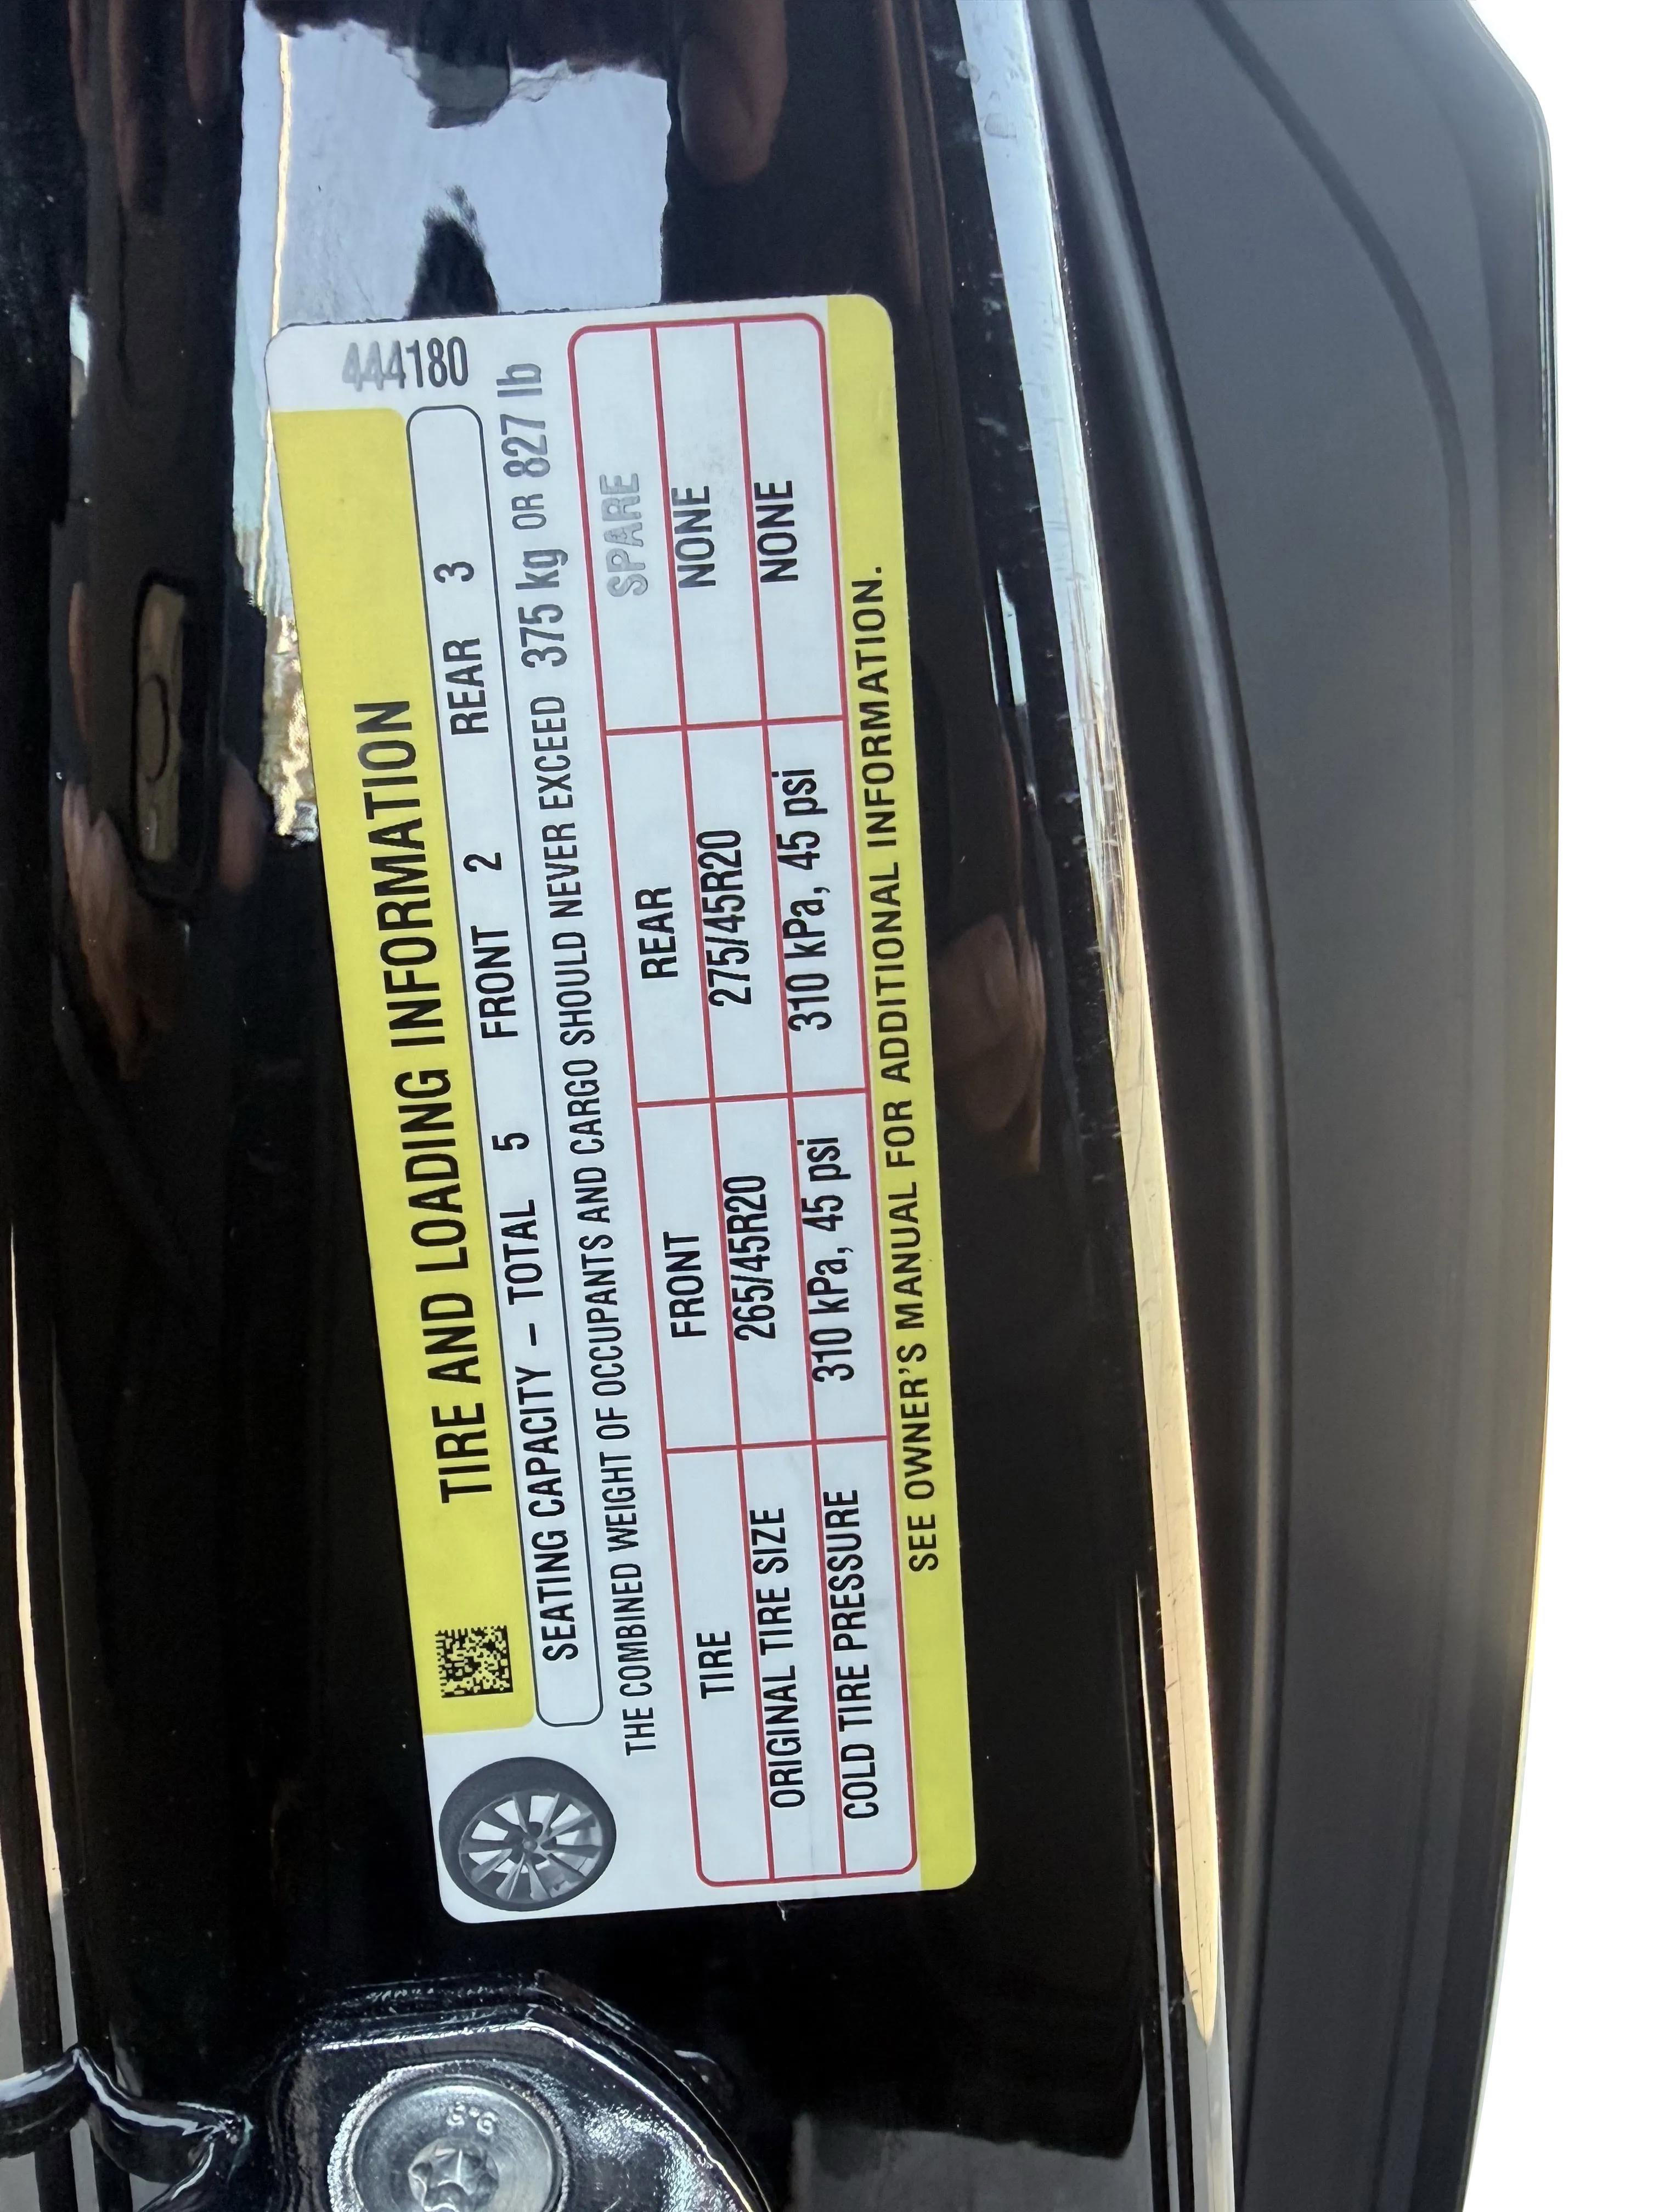 444180
TIRE AND LOADING INFORMATION
SEATING CAPACITY – TOTAL 5 FRONT 2 REAR 3
THE COMBINED WEIGHT OF OCCUPANTS AND CARGO SHOULD NEVER EXCEED 375 kg OR 827 lb
TIRE FRONT REAR SPARE
ORIGINAL TIRE SIZE 265/45R20 275/45R20 NONE
COLD TIRE PRESSURE 310 kPa, 45 psi 310 kPa, 45 psi NONE
SEE OWNER'S MANUAL FOR ADDITIONAL INFORMATION.